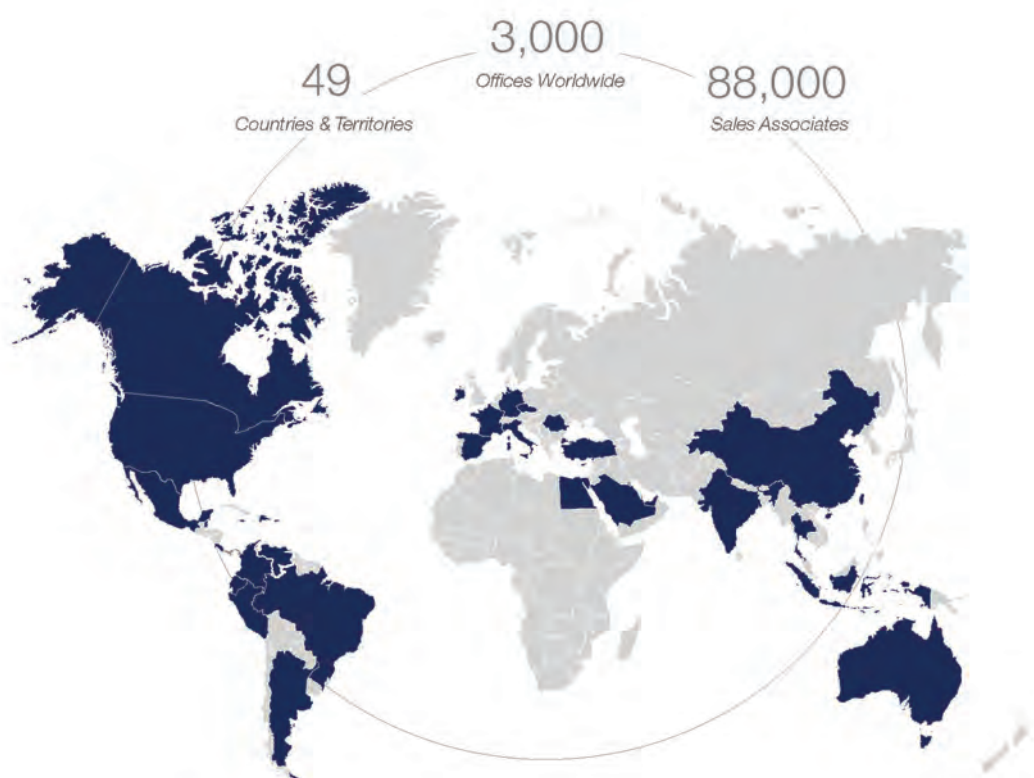 3,000
Offices Worldwide
49
Countries & Territories
88,000
Sales Associates